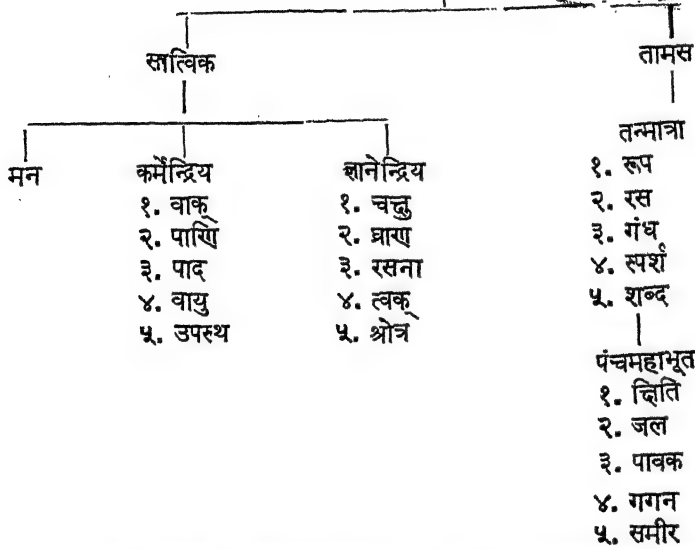 सात्विक
तामस
मन
कर्मेन्द्रिय
१. वाक्
२. पाणि
३. पाद
४. वायु
५. उपस्थ
ज्ञानेन्द्रिय
१. चक्षु
२. घ्राण
३. रसना
४. त्वक्
५. श्रोत्र
तन्मात्रा
१. रूप
२. रस
३. गंध
४. स्पर्श
५. शब्द
पंचमहाभूत
१. क्षिति
२. जल
३. पावक
४. गगन
५. समीर